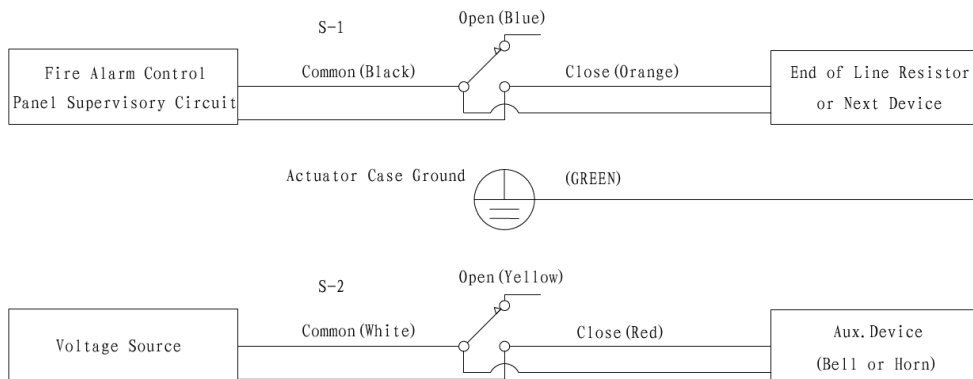 S-1
Open(Blue)
Fire Alarm Control
Panel Supervisory Circuit
Common(Black)
Close(Orange)
End of Line Resistor
or Next Device
Actuator Case Ground
(GREEN)
S-2
Open(Yellow)
Voltage Source
Common(White)
Close(Red)
Aux.Device
(Bell or Horn)